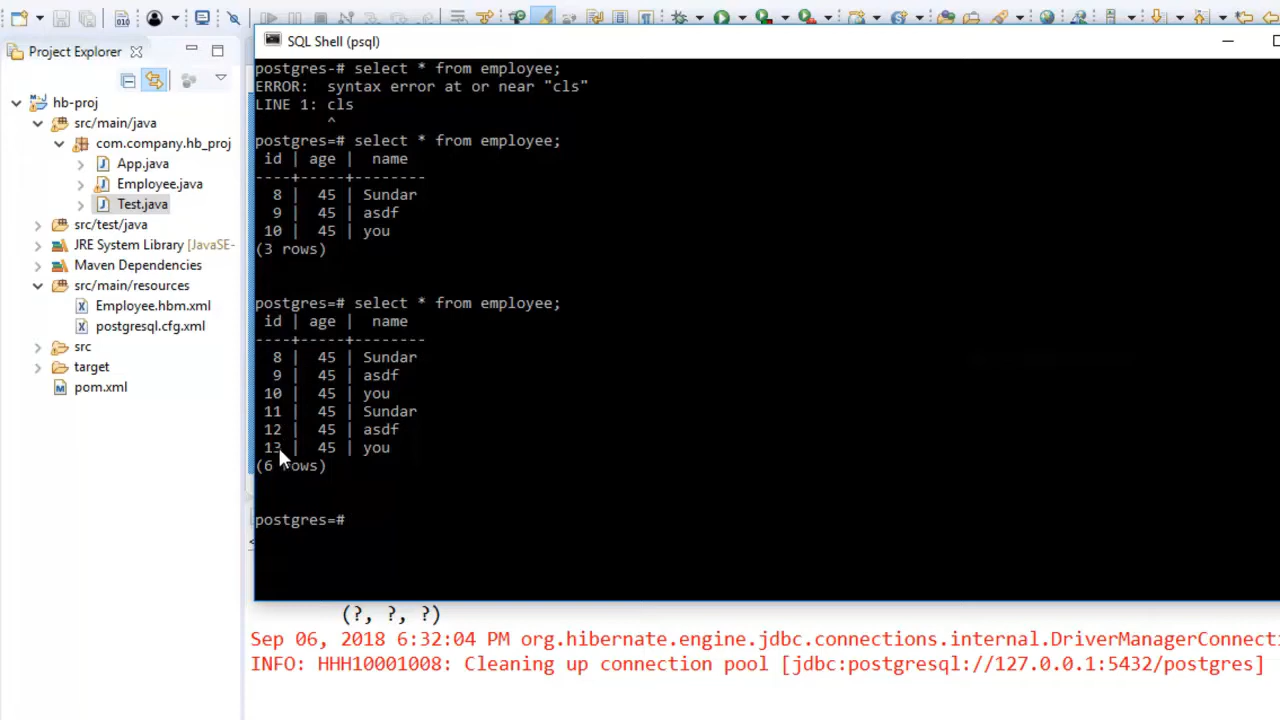 SQL Shell (psql)
Project Explorer
hb-proj
src/main/java
com.company.hb_proj
App.java
Employee.java
Test.java
src/test/java
JRE System Library [JavaSE-
Maven Dependencies
src/main/resources
Employee.hbm.xml
postgresql.cfg.xml
src
target
pom.xml
postgres-# select * from employee;
ERROR:  syntax error at or near "cls"
LINE 1: cls
        ^
postgres=# select * from employee;
 id | age |  name
----+-----+--------
  8 |  45 | Sundar
  9 |  45 | asdf
 10 |  45 | you
(3 rows)
postgres=# select * from employee;
 id | age |  name
----+-----+--------
  8 |  45 | Sundar
  9 |  45 | asdf
 10 |  45 | you
 11 |  45 | Sundar
 12 |  45 | asdf
 13 |  45 | you
(6 rows)
postgres=#
(?, ?, ?)
Sep 06, 2018 6:32:04 PM org.hibernate.engine.jdbc.connections.internal.DriverManagerConnecti
INFO: HHH10001008: Cleaning up connection pool [jdbc:postgresql://127.0.0.1:5432/postgres]